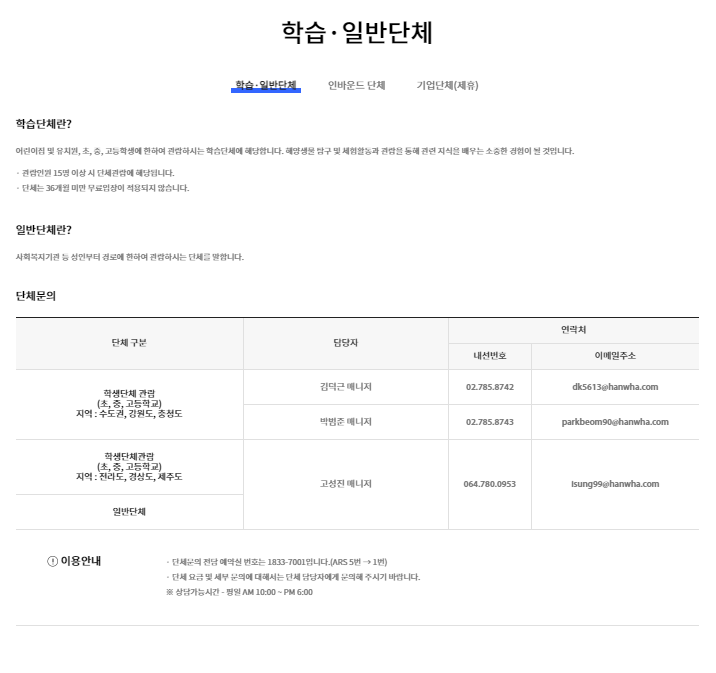 학습·일반단체
학습·일반단체 인바운드 단체 기업단체(제휴)
학습단체란?
어린이집 및 유치원, 초, 중, 고등학생에 한하여 관람하시는 학습단체에 해당합니다. 해양생물 탐구 및 체험활동과 관람을 통해 관련 지식을 배우는 소중한 경험이 될 것입니다.
· 관람인원 15명 이상 시 단체관람에 해당됩니다.
· 단체는 36개월 미만 무료입장이 적용되지 않습니다.
일반단체란?
사회복지기관 등 성인부터 경로에 한하여 관람하시는 단체를 말합니다.
단체문의
단체 구분 담당자 연락처
내선번호 이메일주소
학생단체 관람
(초, 중, 고등학교)
지역 : 수도권, 강원도, 충청도
김덕근 매니저 02.785.8742 dk5613@hanwha.com
박범준 매니저 02.785.8743 parkbeom90@hanwha.com
학생단체관람
(초, 중, 고등학교)
지역 : 전라도, 경상도, 제주도
고성진 매니저 064.780.0953 lsung99@hanwha.com
일반단체
이용안내
· 단체문의 전담 예약실 번호는 1833-7001입니다.(ARS 5번 → 1번)
· 단체 요금 및 세부 문의에 대해서는 단체 담당자에게 문의해 주시기 바랍니다.
※ 상담가능시간 - 평일 AM 10:00 ~ PM 6:00